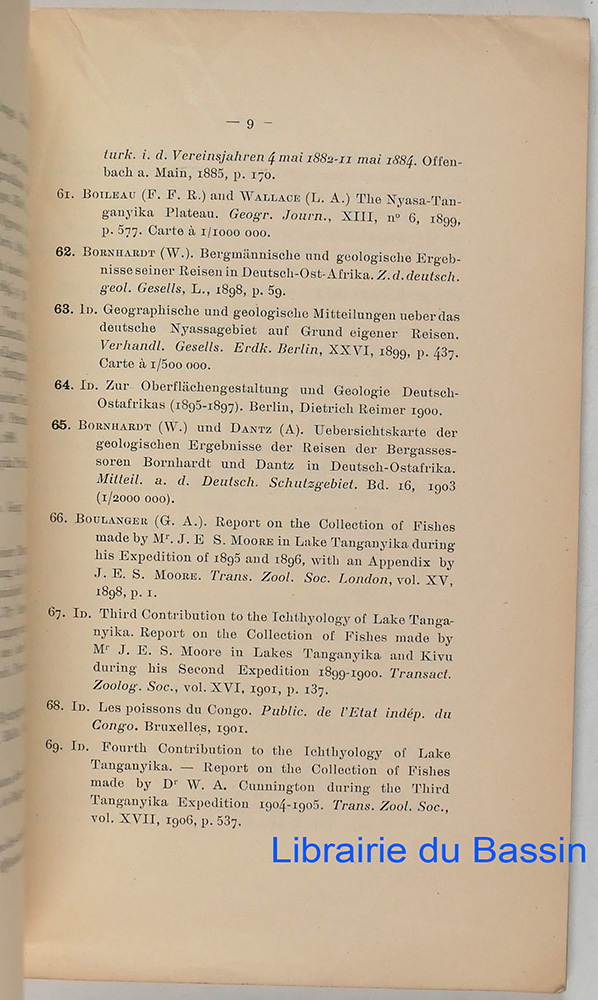 — 9 —
turk. i. d. Vereinsjahren 4 mai 1882-11 mai 1884. Offen-
bach a. Main, 1885, p. 170.
61. Boileau (F. F. R.) and Wallace (L. A.) The Nyasa-Tan-
ganyika Plateau. Geogr. Journ., XIII, n° 6, 1899,
p. 577. Carte à 1/1000 000.
62. Bornhardt (W.). Bergmännische und geologische Ergeb-
nisse seiner Reisen in Deutsch-Ost-Afrika. Z. d. deutsch.
geol. Gesells, L., 1898, p. 59.
63. Id. Geographische und geologische Mitteilungen ueber das
deutsche Nyassagebiet auf Grund eigener Reisen.
Verhandl. Gesells. Erdk. Berlin, XXVI, 1899, p. 437.
Carte à 1/500 000.
64. Id. Zur Oberflächengestaltung und Geologie Deutsch-
Ostafrikas (1895-1897). Berlin, Dietrich Reimer 1900.
65. Bornhardt (W.) und Dantz (A). Uebersichtskarte der
geologischen Ergebnisse der Reisen der Bergasses-
soren Bornhardt und Dantz in Deutsch-Ostafrika.
Mitteil. a. d. Deutsch. Schutzgebiet. Bd. 16, 1903
(1/2000 000).
66. Boulanger (G. A.). Report on the Collection of Fishes
made by Mr. J. E S. Moore in Lake Tanganyika during
his Expedition of 1895 and 1896, with an Appendix by
J. E. S. Moore. Trans. Zool. Soc. London, vol. XV,
1898, p. 1.
67. Id. Third Contribution to the Ichthyology of Lake Tanga-
nyika. Report on the Collection of Fishes made by
Mr J. E. S. Moore in Lakes Tanganyika and Kivu
during his Second Expedition 1899-1900. Transact.
Zoolog. Soc., vol. XVI, 1901, p. 137.
68. Id. Les poissons du Congo. Public. de l'Etat indép. du
Congo. Bruxelles, 1901.
69. Id. Fourth Contribution to the Ichthyology of Lake
Tanganyika. — Report on the Collection of Fishes
made by Dr W. A. Cunnington during the Third
Tanganyika Expedition 1904-1905. Trans. Zool. Soc.,
vol. XVII, 1906, p. 537.
Librairie du Bassin